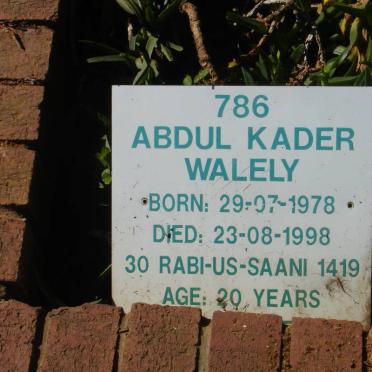 786
ABDUL KADER
WALELY
BORN: 29-07-1978
DIED: 23-08-1998
30 RABI-US-SAANI 1419
AGE: 20 YEARS